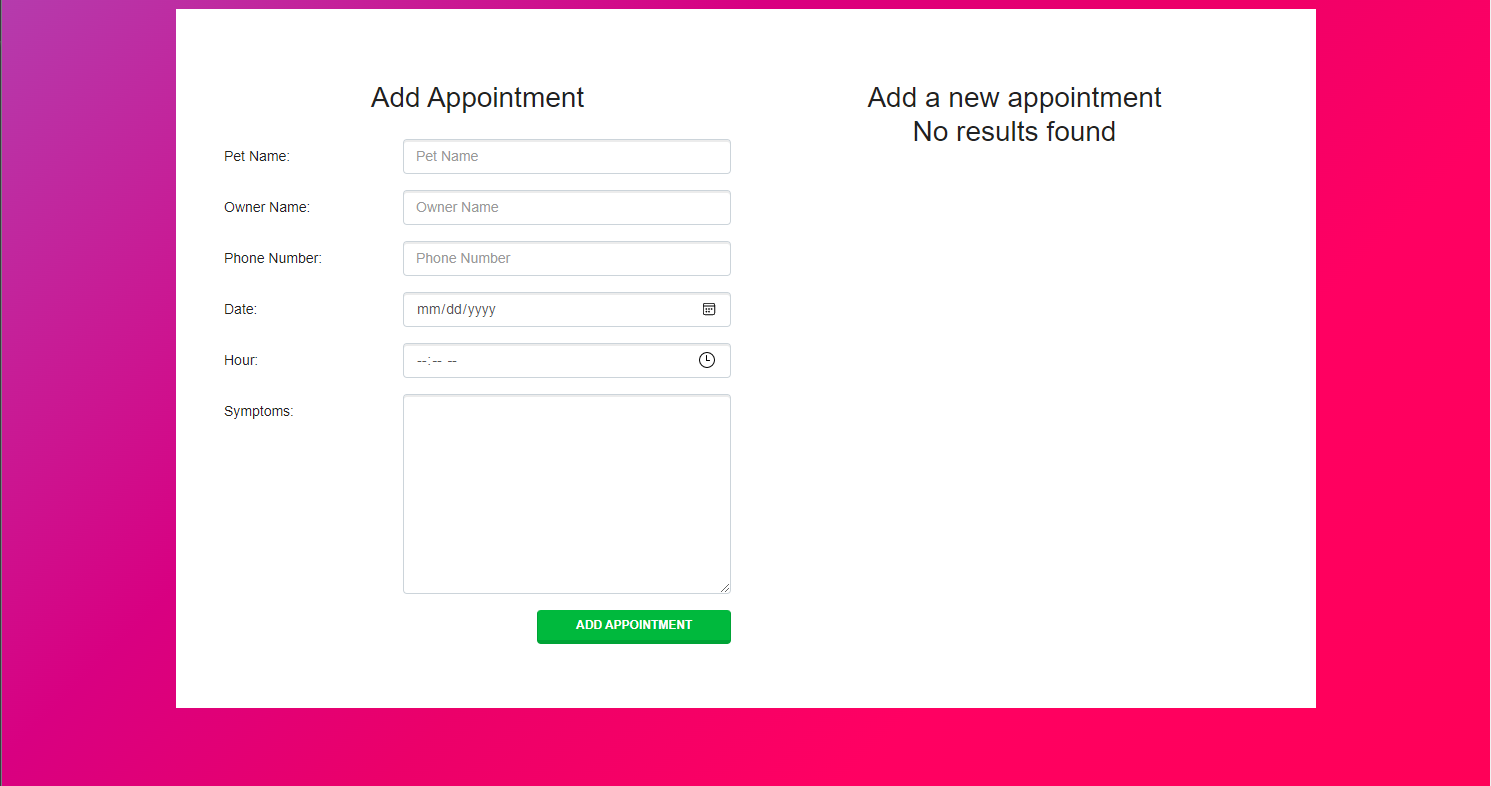 Add Appointment
Pet Name:
Pet Name
Owner Name:
Owner Name
Phone Number:
Phone Number
Date:
mm/dd/yyyy
Hour:
--:-- --
Symptoms:
ADD APPOINTMENT
Add a new appointment
No results found